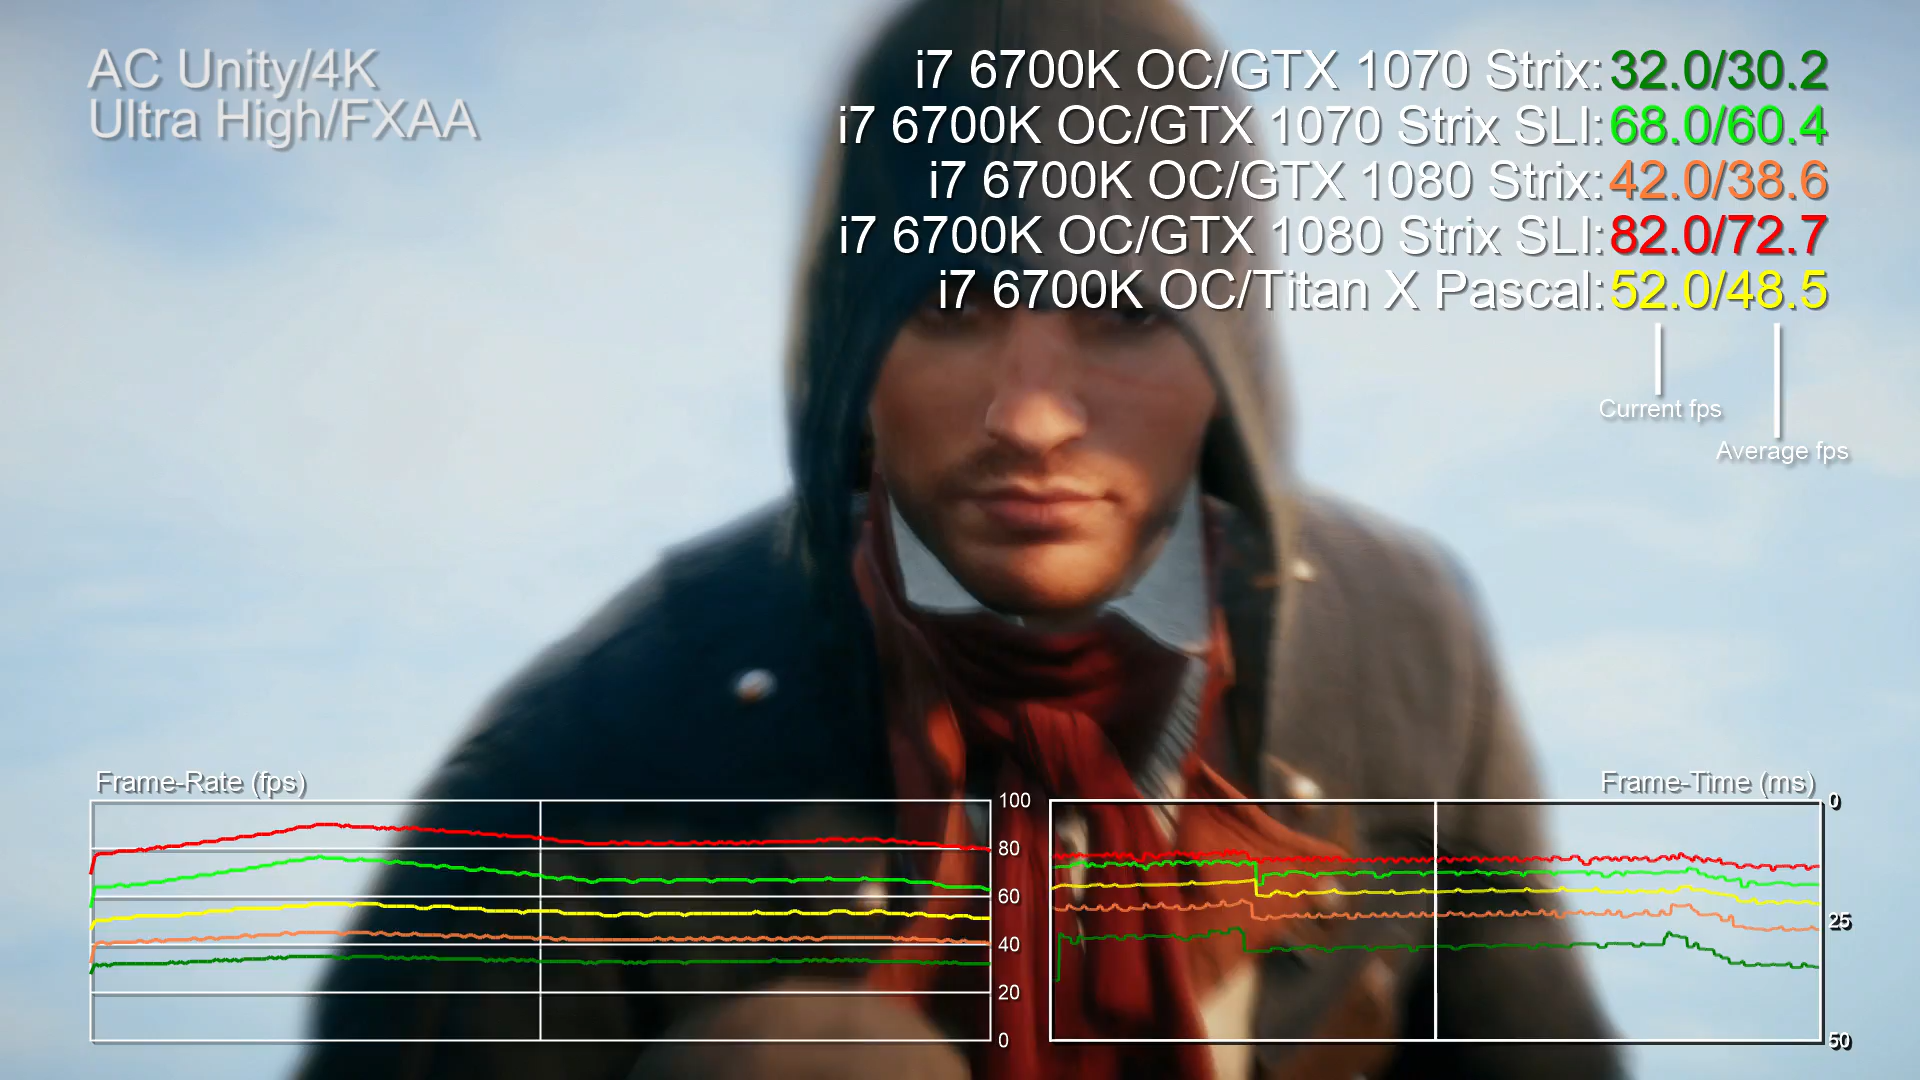 AC Unity/4K
Ultra High/FXAA
i7 6700K OC/GTX 1070 Strix: 32.0/30.2
i7 6700K OC/GTX 1070 Strix SLI: 68.0/60.4
i7 6700K OC/GTX 1080 Strix: 42.0/38.6
i7 6700K OC/GTX 1080 Strix SLI: 82.0/72.7
i7 6700K OC/Titan X Pascal: 52.0/48.5
Current fps
Average fps
Frame-Rate (fps)
100
80
60
40
20
0
Frame-Time (ms)
0
25
50